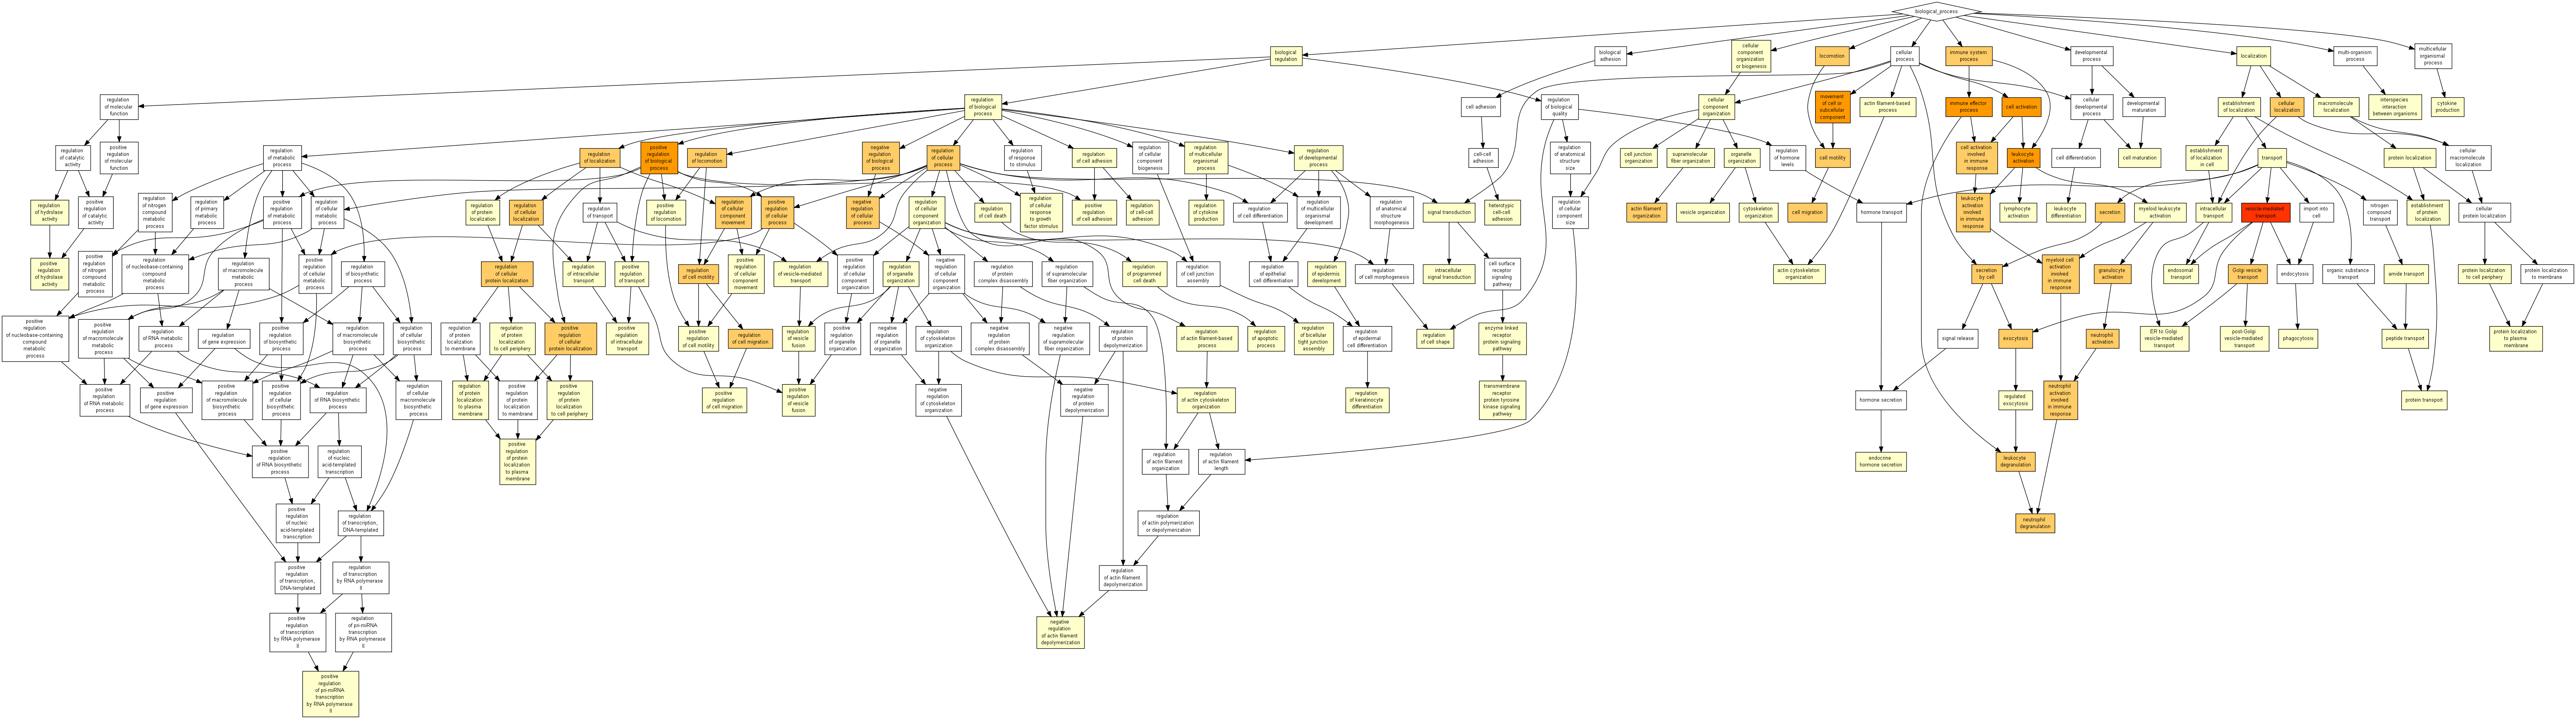 biological_process
biological
regulation
biological
adhesion
cellular
component
organization
or biogenesis
locomotion
cellular
process
immune system
process
developmental
process
localization
multi-organism
process
multicellular
organismal
process
regulation
of molecular
function
regulation
of biological
process
cell adhesion
regulation
of biological
quality
cellular
component
organization
movement
of cell or
subcellular
component
actin filament-based
process
immune effector
process
cell activation
cellular
developmental
process
developmental
maturation
establishment
of localization
cellular
localization
macromolecule
localization
interspecies
interaction
between organisms
cytokine
production
regulation
of catalytic
activity
positive
regulation
of molecular
function
regulation
of metabolic
process
regulation
of localization
positive
regulation
of biological
process
regulation
of locomotion
negative
regulation
of biological
process
regulation
of cellular
process
regulation
of response
to stimulus
regulation
of cell adhesion
regulation
of cellular
component
biogenesis
regulation
of multicellular
organismal
process
regulation
of developmental
process
cell-cell
adhesion
regulation
of anatomical
structure
size
cell junction
organization
supramolecular
fiber organization
organelle
organization
regulation
of hormone
levels
cell motility
cell activation
involved
in immune
response
leukocyte
activation
cell differentiation
cell maturation
establishment
of localization
in cell
transport
protein localization
cellular
macromolecule
localization
regulation
of hydrolase
activity
positive
regulation
of catalytic
activity
regulation
of nitrogen
compound
metabolic
process
regulation
of primary
metabolic
process
positive
regulation
of metabolic
process
regulation
of cellular
metabolic
process
regulation
of protein
localization
regulation
of cellular
localization
regulation
of transport
positive
regulation
of locomotion
regulation
of cellular
component
movement
positive
regulation
of cellular
process
negative
regulation
of cellular
process
regulation
of cellular
component
organization
regulation
of cell death
regulation
of cellular
response
to growth
factor stimulus
positive
regulation
of cell adhesion
regulation
of cell-cell
adhesion
regulation
of cytokine
production
regulation
of cell differentiation
regulation
of multicellular
organismal
development
regulation
of anatomical
structure
morphogenesis
signal transduction
heterotypic
cell-cell
adhesion
regulation
of cellular
component
size
actin filament
organization
vesicle organization
cytoskeleton
organization
cell migration
hormone transport
leukocyte
activation
involved
in immune
response
lymphocyte
activation
leukocyte
differentiation
secretion
myeloid leukocyte
activation
intracellular
transport
vesicle-mediated
transport
import into
cell
nitrogen
compound
transport
establishment
of protein
localization
cellular
protein localization
positive
regulation
of hydrolase
activity
positive
regulation
of nitrogen
compound
metabolic
process
regulation
of nucleobase-containing
compound
metabolic
process
regulation
of macromolecule
metabolic
process
positive
regulation
of cellular
metabolic
process
regulation
of biosynthetic
process
regulation
of cellular
protein localization
regulation
of intracellular
transport
positive
regulation
of transport
regulation
of cell motility
positive
regulation
of cellular
component
movement
regulation
of vesicle-mediated
transport
positive
regulation
of cellular
component
organization
regulation
of organelle
organization
negative
regulation
of cellular
component
organization
regulation
of protein
complex disassembly
regulation
of supramolecular
fiber organization
regulation
of programmed
cell death
regulation
of cell junction
assembly
regulation
of epithelial
cell differentiation
regulation
of epidermis
development
regulation
of cell morphogenesis
intracellular
signal transduction
cell surface
receptor
signaling
pathway
actin cytoskeleton
organization
secretion
by cell
myeloid cell
activation
involved
in immune
response
granulocyte
activation
endosomal
transport
Golgi vesicle
transport
endocytosis
organic substance
transport
amide transport
protein localization
to cell periphery
protein localization
to membrane
positive
regulation
of nucleobase-containing
compound
metabolic
process
positive
regulation
of macromolecule
metabolic
process
regulation
of RNA metabolic
process
regulation
of gene expression
positive
regulation
of biosynthetic
process
regulation
of macromolecule
biosynthetic
process
regulation
of cellular
biosynthetic
process
regulation
of protein
localization
to membrane
regulation
of protein
localization
to cell periphery
positive
regulation
of cellular
protein localization
positive
regulation
of intracellular
transport
positive
regulation
of cell motility
regulation
of cell migration
regulation
of vesicle
fusion
positive
regulation
of organelle
organization
negative
regulation
of organelle
organization
regulation
of cytoskeleton
organization
negative
regulation
of protein
complex disassembly
negative
regulation
of supramolecular
fiber organization
regulation
of protein
depolymerization
regulation
of actin filament-based
process
regulation
of apoptotic
process
regulation
of bicellular
tight junction
assembly
regulation
of epidermal
cell differentiation
regulation
of cell shape
enzyme linked
receptor
protein signaling
pathway
signal release
exocytosis
neutrophil
activation
ER to Golgi
vesicle-mediated
transport
post-Golgi
vesicle-mediated
transport
phagocytosis
peptide transport
protein localization
to plasma
membrane
positive
regulation
of RNA metabolic
process
positive
regulation
of gene expression
positive
regulation
of macromolecule
biosynthetic
process
positive
regulation
of cellular
biosynthetic
process
regulation
of RNA biosynthetic
process
regulation
of cellular
macromolecule
biosynthetic
process
regulation
of protein
localization
to plasma
membrane
positive
regulation
of protein
localization
to membrane
positive
regulation
of protein
localization
to cell periphery
positive
regulation
of cell migration
positive
regulation
of vesicle
fusion
negative
regulation
of cytoskeleton
organization
negative
regulation
of protein
depolymerization
regulation
of actin cytoskeleton
organization
regulation
of keratinocyte
differentiation
transmembrane
receptor
protein tyrosine
kinase signaling
pathway
hormone secretion
regulated
exocytosis
neutrophil
activation
involved
in immune
response
protein transport
positive
regulation
of RNA biosynthetic
process
regulation
of nucleic
acid-templated
transcription
positive
regulation
of protein
localization
to plasma
membrane
regulation
of actin filament
organization
regulation
of actin filament
length
endocrine
hormone secretion
leukocyte
degranulation
positive
regulation
of nucleic
acid-templated
transcription
regulation
of transcription,
DNA-templated
regulation
of actin polymerization
or depolymerization
neutrophil
degranulation
positive
regulation
of transcription,
DNA-templated
regulation
of transcription
by RNA polymerase
II
regulation
of actin filament
depolymerization
positive
regulation
of transcription
by RNA polymerase
II
regulation
of pri-miRNA
transcription
by RNA polymerase
II
negative
regulation
of actin filament
depolymerization
positive
regulation
of pri-miRNA
transcription
by RNA polymerase
II